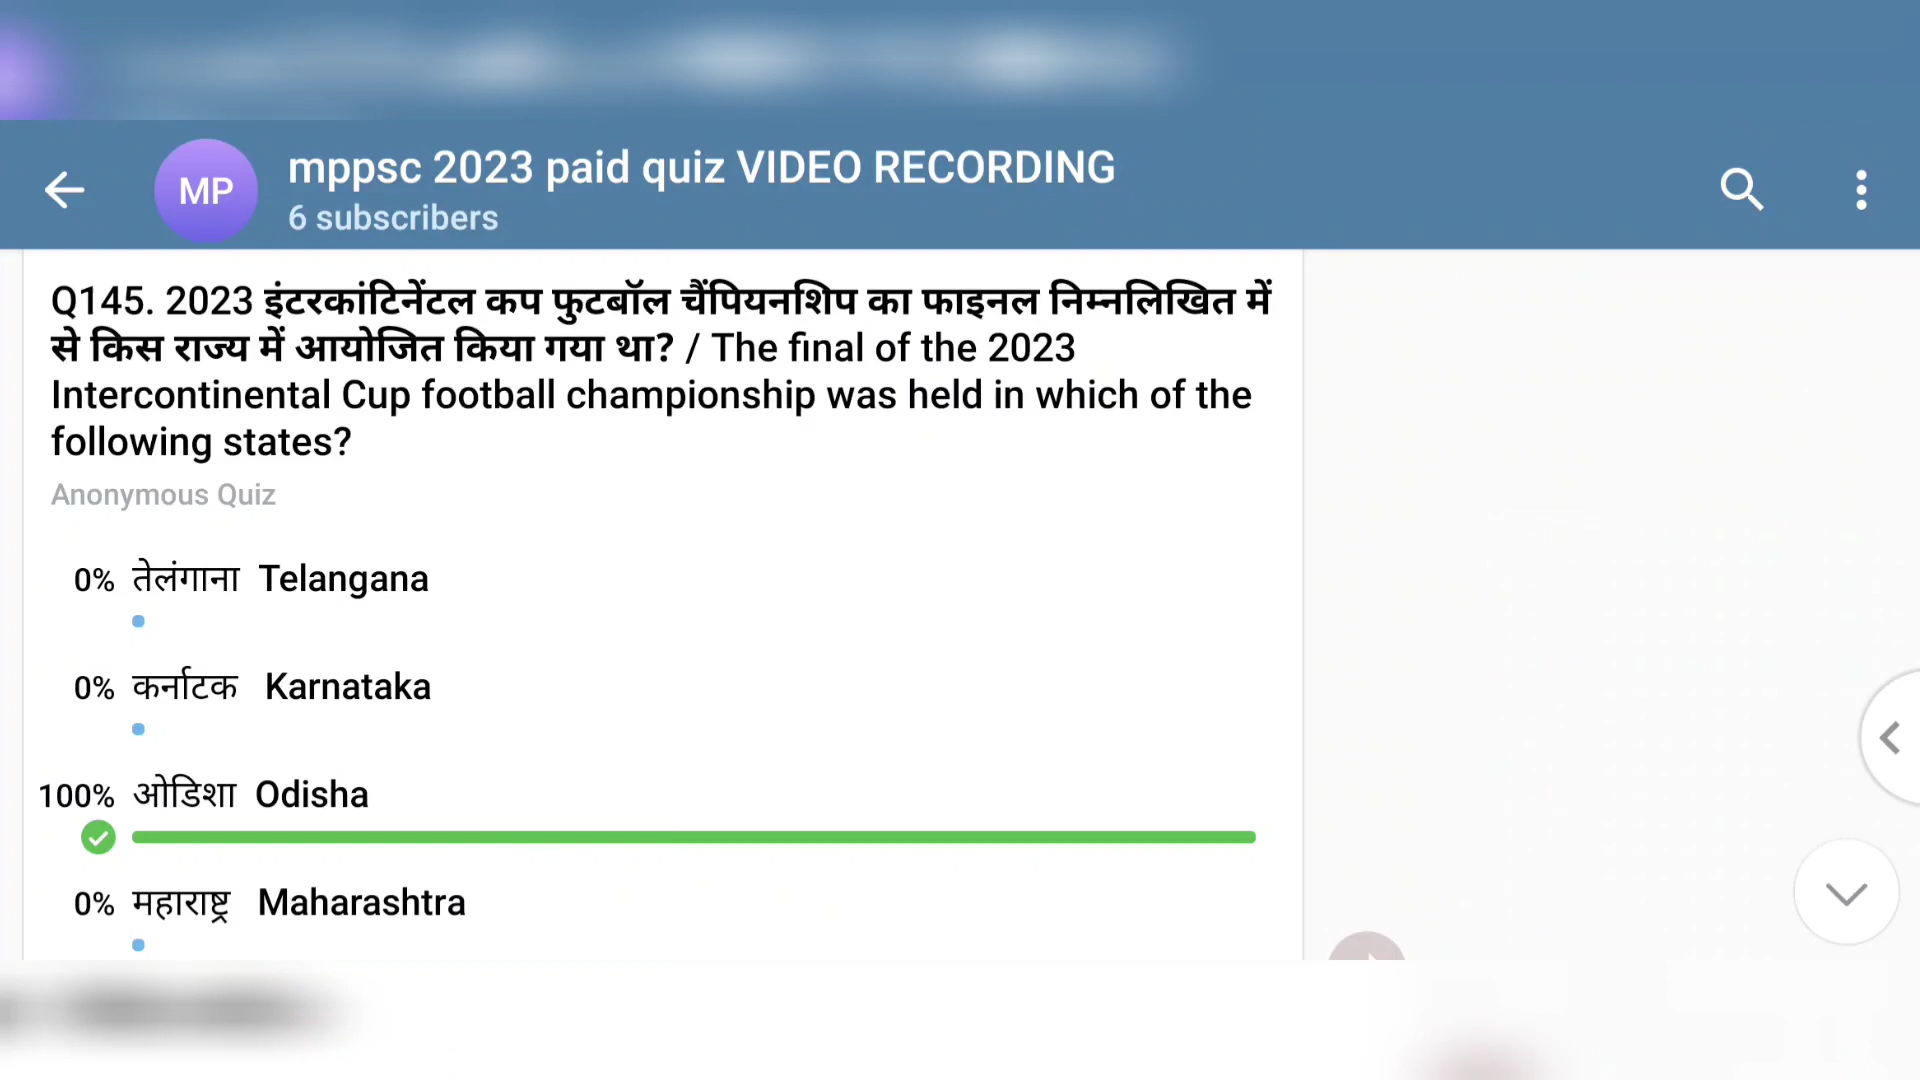 mppsc 2023 paid quiz VIDEO RECORDING
MP
6 subscribers
Q145. 2023 इंटरकांटिनेंटल कप फुटबॉल चैंपियनशिप का फाइनल निम्नलिखित में
से किस राज्य में आयोजित किया गया था? / The final of the 2023
Intercontinental Cup football championship was held in which of the
following states?
Anonymous Quiz
0% तेलंगाना Telangana
0% कर्नाटक Karnataka
100% ओडिशा Odisha
0% महाराष्ट्र Maharashtra